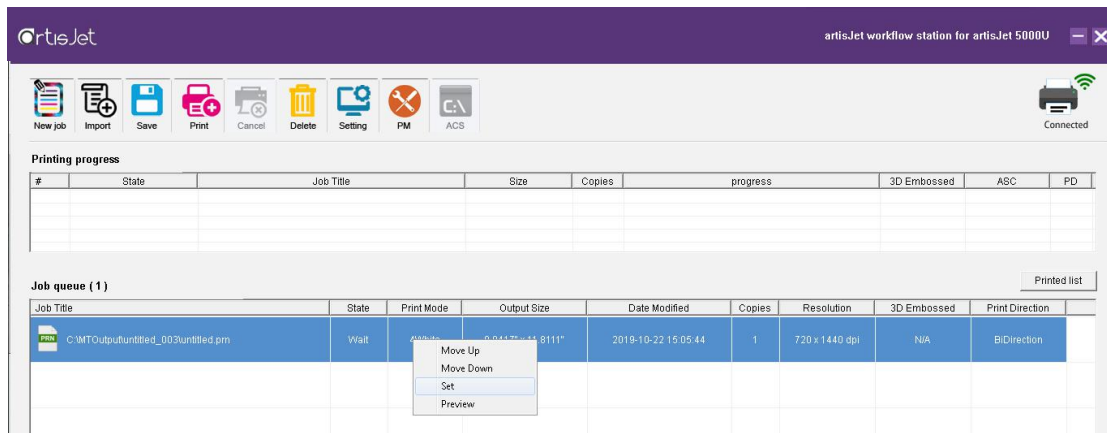 artisJet
artisJet workflow station for artisJet 5000U
New job Import Save Print Cancel Delete Setting PM ACS
C:\
Connected
Printing progress
# State Job Title Size Copies progress 3D Embossed ASC PD
Job queue ( 1 )
Printed list
Job Title State Print Mode Output Size Date Modified Copies Resolution 3D Embossed Print Direction
PRN C:\MTOutput\untitled_003\untitled.prn Wait 2019-10-22 15:05:44 1 720 x 1440 dpi N/A BiDirection
Move Up
Move Down
Set
Preview